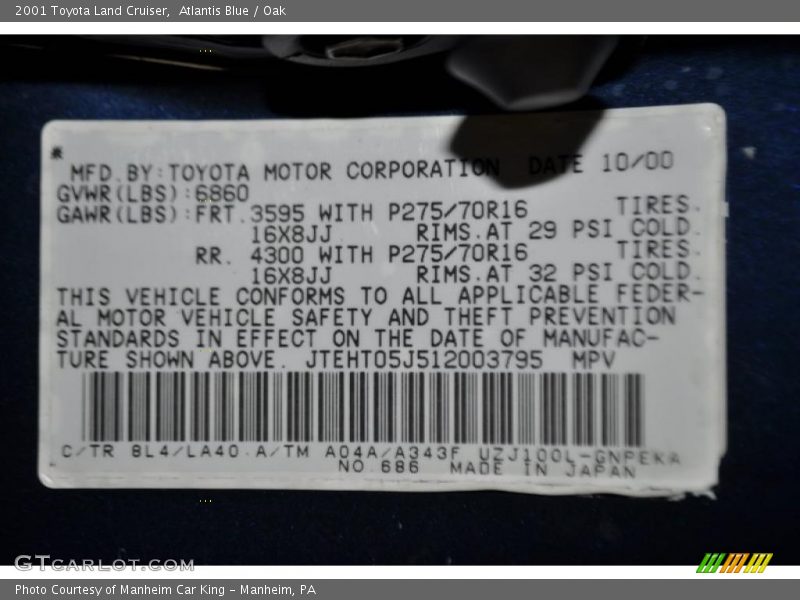 2001 Toyota Land Cruiser,  Atlantis Blue / Oak
* MFD.BY:TOYOTA MOTOR CORPORATION DATE 10/00
GVWR(LBS):6860
GAWR(LBS):FRT.3595 WITH P275/70R16 TIRES.
16X8JJ RIMS.AT 29 PSI COLD.
RR. 4300 WITH P275/70R16 TIRES.
16X8JJ RIMS.AT 32 PSI COLD.
THIS VEHICLE CONFORMS TO ALL APPLICABLE FEDER-
AL MOTOR VEHICLE SAFETY AND THEFT PREVENTION
STANDARDS IN EFFECT ON THE DATE OF MANUFAC-
TURE SHOWN ABOVE. JTEHT05J512003795 MPV
C/TR 8L4/LA40.A/TM A04A/A343F UZJ100L-GNPEKA
NO.686 MADE IN JAPAN
GTcarlot.com
Photo Courtesy of Manheim Car King - Manheim, PA